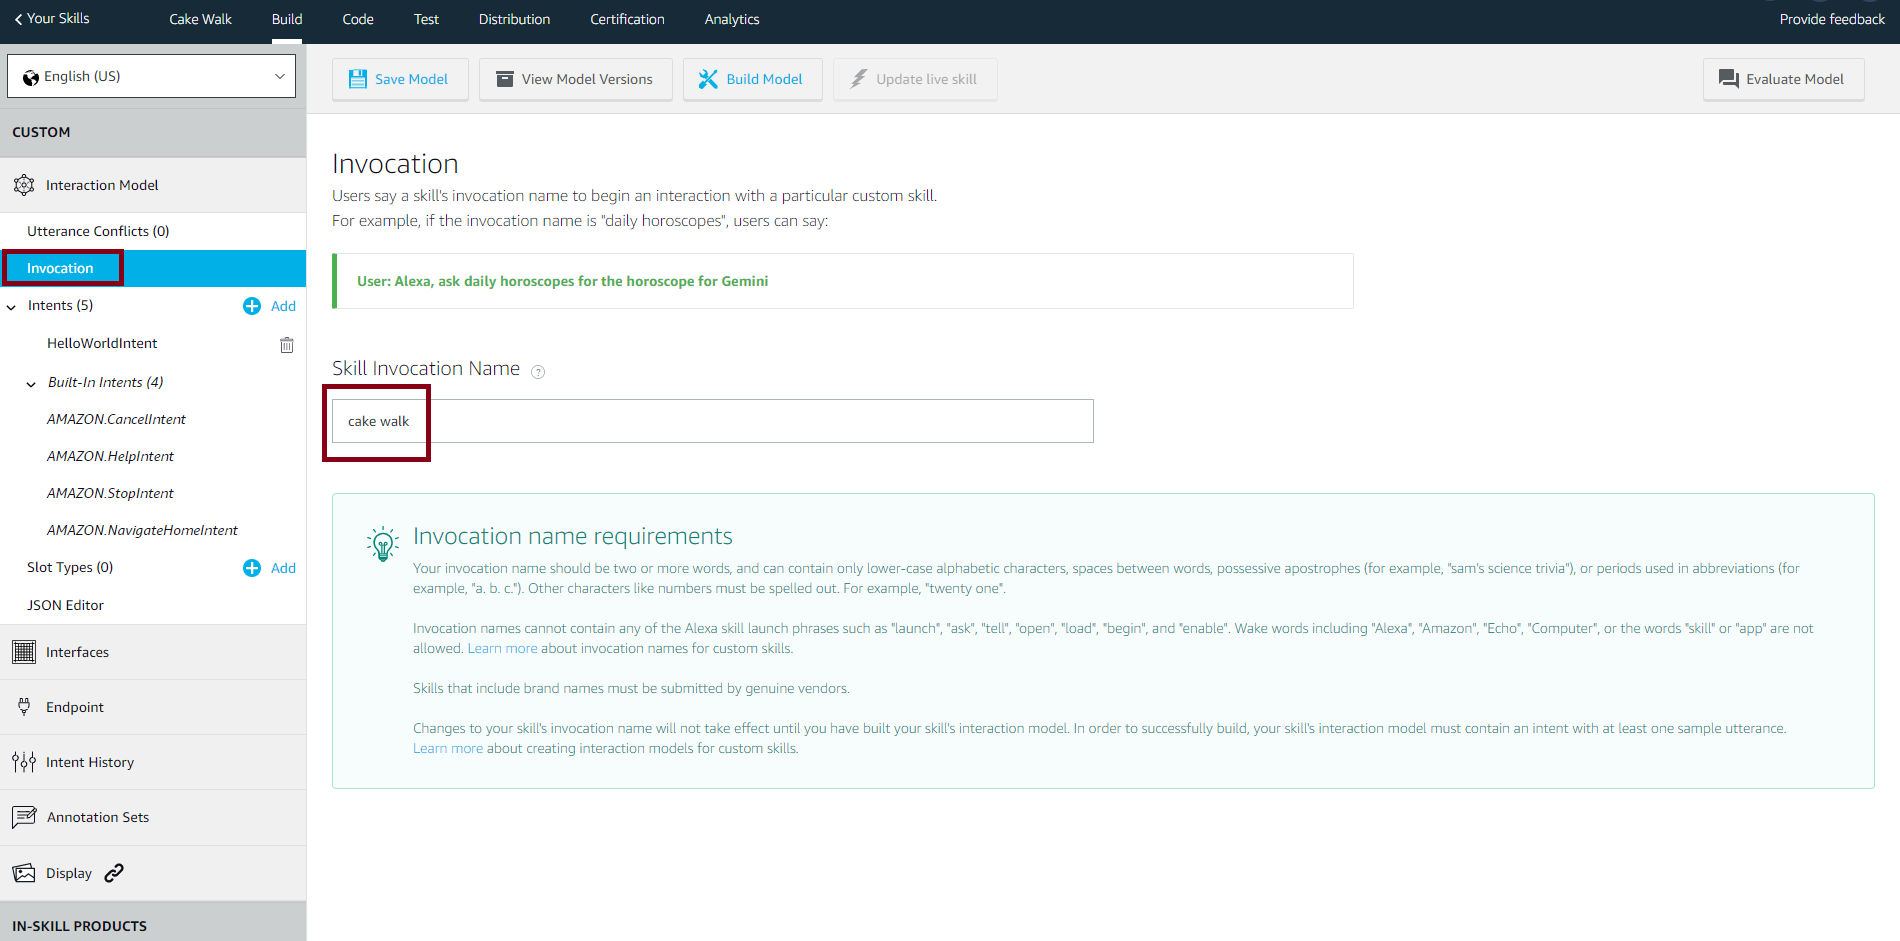 Your Skills
Cake Walk
Build
Code
Test
Distribution
Certification
Analytics
Provide feedback
English (US)
Save Model
View Model Versions
Build Model
Update live skill
Evaluate Model
CUSTOM
Interaction Model
Utterance Conflicts (0)
Invocation
Intents (5)
Add
HelloWorldIntent
Built-In Intents (4)
AMAZON.CancelIntent
AMAZON.HelpIntent
AMAZON.StopIntent
AMAZON.NavigateHomeIntent
Slot Types (0)
Add
JSON Editor
Interfaces
Endpoint
Intent History
Annotation Sets
Display
IN-SKILL PRODUCTS
Invocation
Users say a skill's invocation name to begin an interaction with a particular custom skill.
For example, if the invocation name is "daily horoscopes", users can say:
User: Alexa, ask daily horoscopes for the horoscope for Gemini
Skill Invocation Name ?
cake walk
Invocation name requirements
Your invocation name should be two or more words, and can contain only lower-case alphabetic characters, spaces between words, possessive apostrophes (for example, "sam's science trivia"), or periods used in abbreviations (for
example, "a. b. c."). Other characters like numbers must be spelled out. For example, "twenty one".
Invocation names cannot contain any of the Alexa skill launch phrases such as "launch", "ask", "tell", "open", "load", "begin", and "enable". Wake words including "Alexa", "Amazon", "Echo", "Computer", or the words "skill" or "app" are not
allowed. Learn more about invocation names for custom skills.
Skills that include brand names must be submitted by genuine vendors.
Changes to your skill's invocation name will not take effect until you have built your skill's interaction model. In order to successfully build, your skill's interaction model must contain an intent with at least one sample utterance.
Learn more about creating interaction models for custom skills.